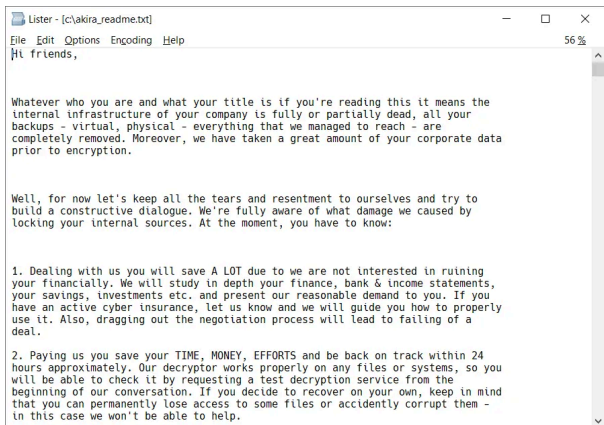 Lister - [c:\akira_readme.txt]
File Edit Options Encoding Help 56 %
Hi friends,
Whatever who you are and what your title is if you're reading this it means the
internal infrastructure of your company is fully or partially dead, all your
backups - virtual, physical - everything that we managed to reach - are
completely removed. Moreover, we have taken a great amount of your corporate data
prior to encryption.
Well, for now let's keep all the tears and resentment to ourselves and try to
build a constructive dialogue. We're fully aware of what damage we caused by
locking your internal sources. At the moment, you have to know:
1. Dealing with us you will save A LOT due to we are not interested in ruining
your financially. We will study in depth your finance, bank & income statements,
your savings, investments etc. and present our reasonable demand to you. If you
have an active cyber insurance, let us know and we will guide you how to properly
use it. Also, dragging out the negotiation process will lead to failing of a
deal.
2. Paying us you save your TIME, MONEY, EFFORTS and be back on track within 24
hours approximately. Our decryptor works properly on any files or systems, so you
will be able to check it by requesting a test decryption service from the
beginning of our conversation. If you decide to recover on your own, keep in mind
that you can permanently lose access to some files or accidently corrupt them -
in this case we won't be able to help.